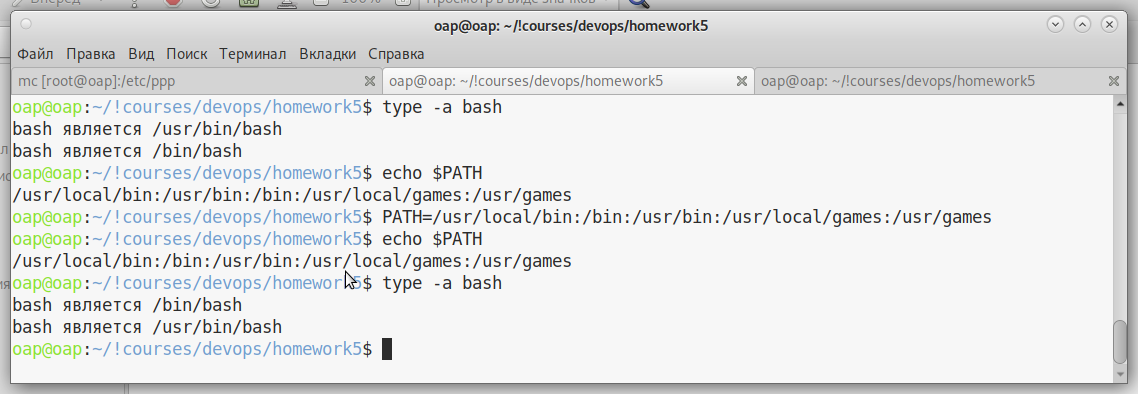 100%
Просмотр в виде значков
oap@oap: ~/!courses/devops/homework5
Файл Правка Вид Поиск Терминал Вкладки Справка
mc [root@oap]:/etc/ppp
oap@oap: ~/!courses/devops/homework5
oap@oap: ~/!courses/devops/homework5
oap@oap:~/!courses/devops/homework5$ type -a bash
bash является /usr/bin/bash
bash является /bin/bash
oap@oap:~/!courses/devops/homework5$ echo $PATH
/usr/local/bin:/usr/bin:/bin:/usr/local/games:/usr/games
oap@oap:~/!courses/devops/homework5$ PATH=/usr/local/bin:/bin:/usr/bin:/usr/local/games:/usr/games
oap@oap:~/!courses/devops/homework5$ echo $PATH
/usr/local/bin:/bin:/usr/bin:/usr/local/games:/usr/games
oap@oap:~/!courses/devops/homework5$ type -a bash
bash является /bin/bash
bash является /usr/bin/bash
oap@oap:~/!courses/devops/homework5$